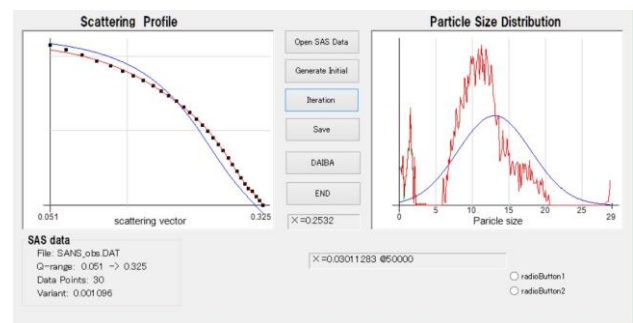 Scattering Profile
0.051
scattering vector
0.325
Open SAS Data
Generate Initial
Iteration
Save
DAIBA
END
X=0.2532
Particle Size Distribution
0
5
10
15
20
25
29
Paricle size
SAS data
File: SANS_obs.DAT
Q-range: 0.051 -> 0.325
Data Points: 30
Variant: 0.001096
X=0.03011283 @50000
radioButton1
radioButton2